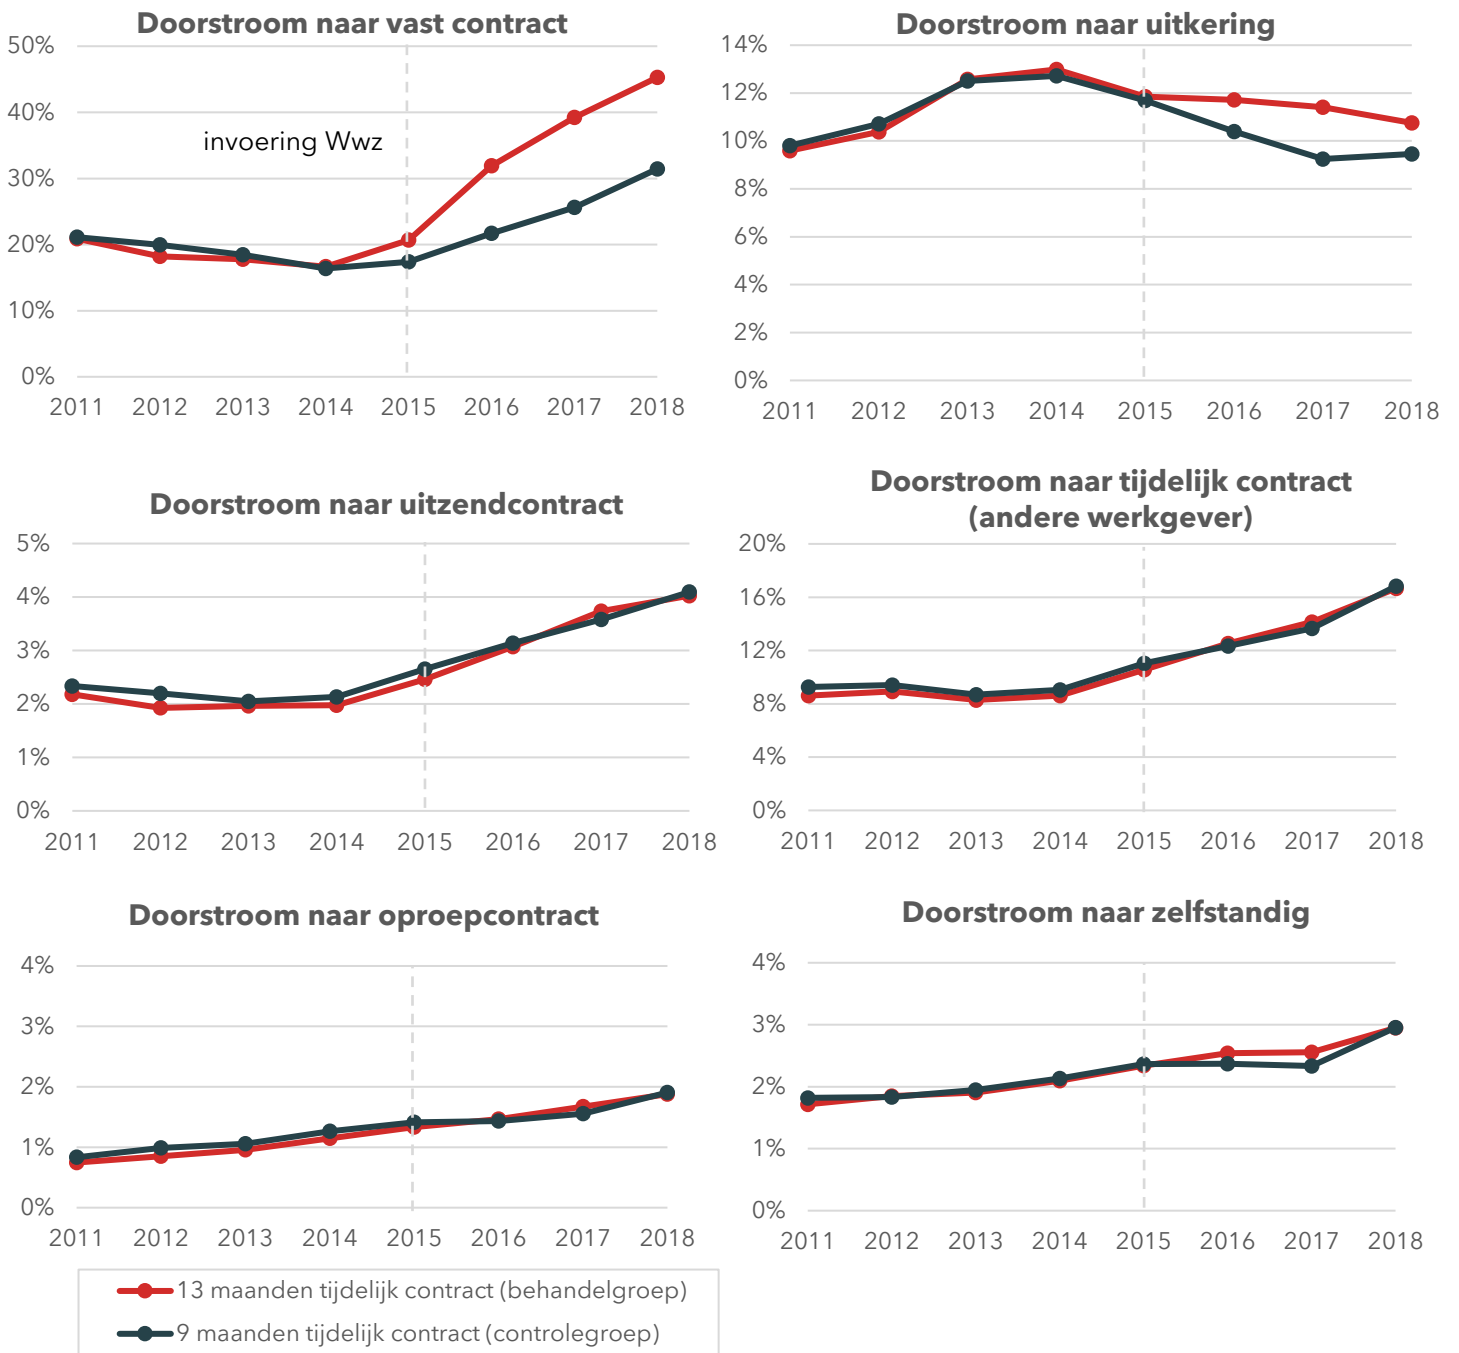 Doorstroom naar vast contract
50%
40%
30%
20%
10%
0%
invoering Wwz
2011 2012 2013 2014 2015 2016 2017 2018
Doorstroom naar uitkering
14%
12%
10%
8%
6%
4%
2%
0%
2011 2012 2013 2014 2015 2016 2017 2018
Doorstroom naar uitzendcontract
5%
4%
3%
2%
1%
0%
2011 2012 2013 2014 2015 2016 2017 2018
Doorstroom naar tijdelijk contract
(andere werkgever)
20%
16%
12%
8%
4%
0%
2011 2012 2013 2014 2015 2016 2017 2018
Doorstroom naar oproepcontract
4%
3%
2%
1%
0%
2011 2012 2013 2014 2015 2016 2017 2018
Doorstroom naar zelfstandig
4%
3%
2%
1%
0%
2011 2012 2013 2014 2015 2016 2017 2018
13 maanden tijdelijk contract (behandelgroep)
9 maanden tijdelijk contract (controlegroep)